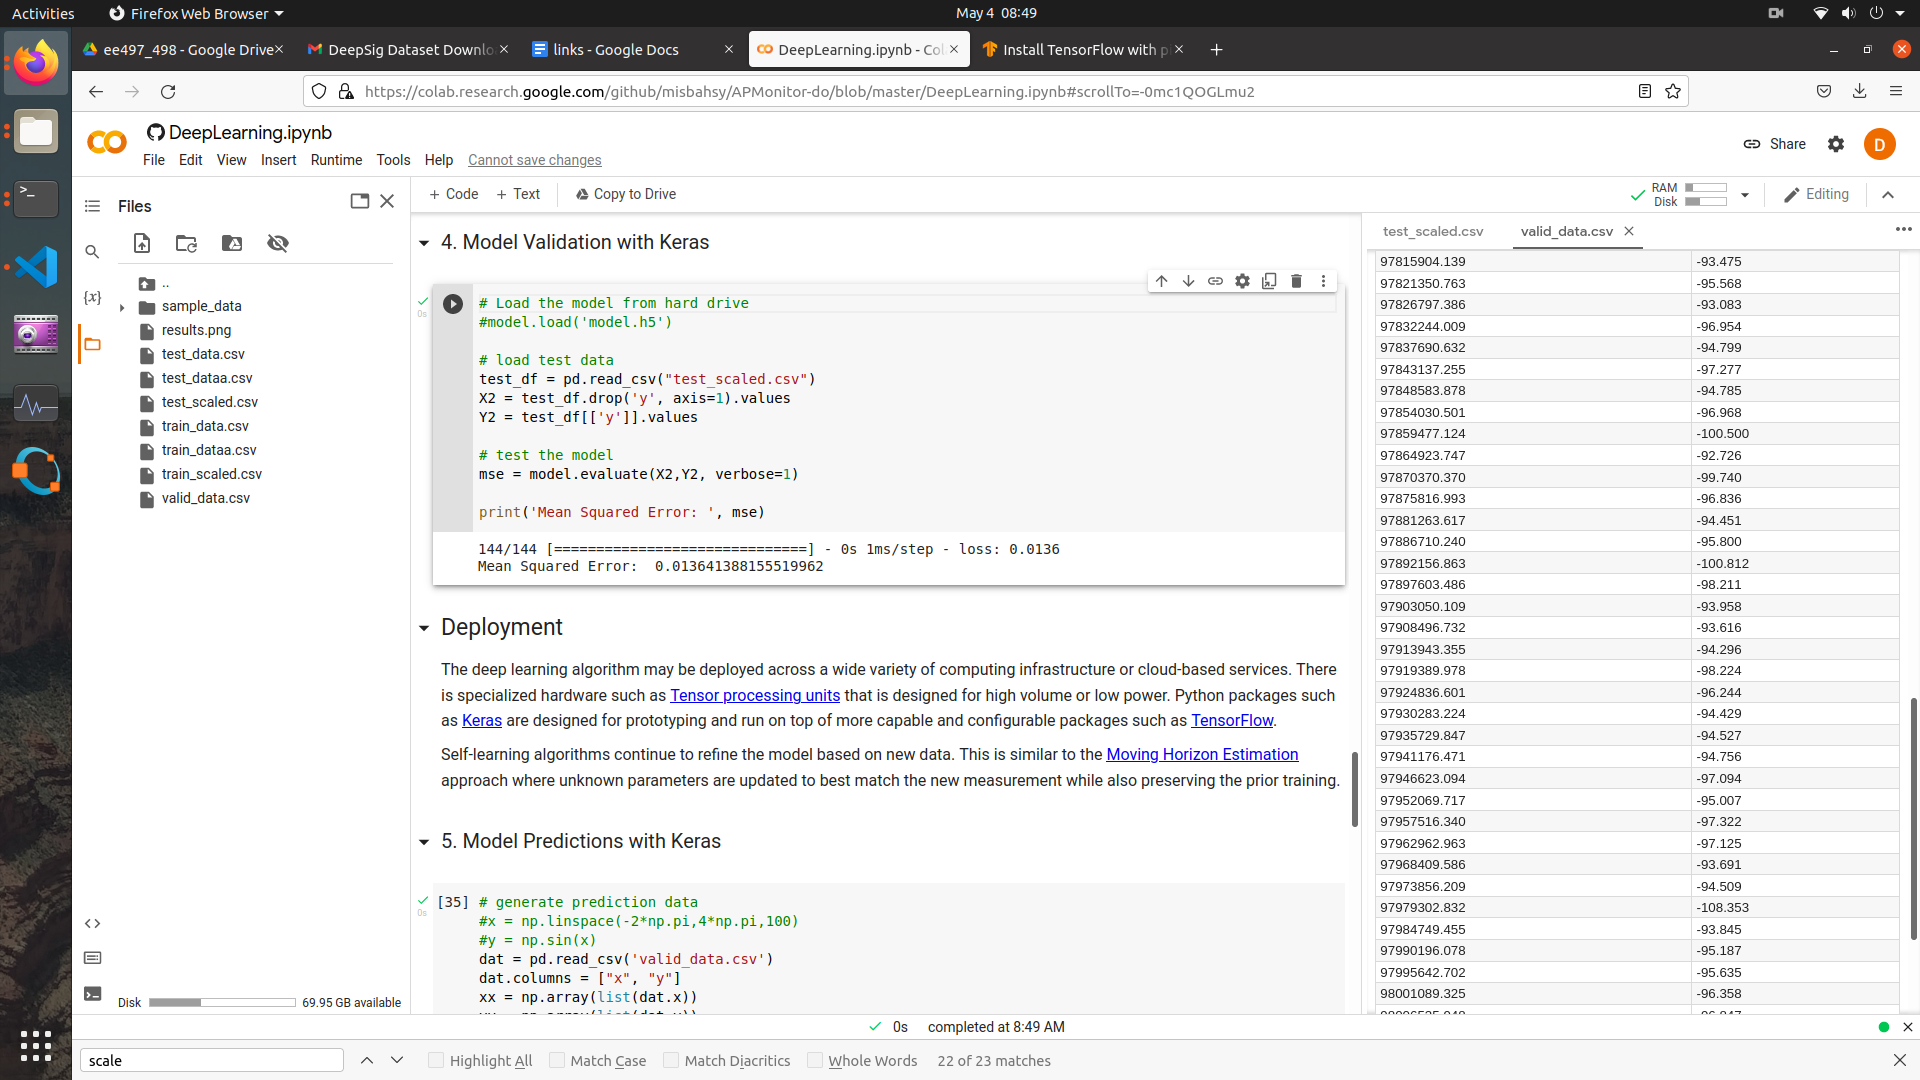 Activities
Firefox Web Browser
May 4 08:49
ee497_498 - Google Drive
DeepSig Dataset Downlo
links - Google Docs
DeepLearning.ipynb - Col
Install TensorFlow with p
https://colab.research.google.com/github/misbahsy/APMonitor-do/blob/master/DeepLearning.ipynb#scrollTo=-0mc1QOGLmu2
DeepLearning.ipynb
File Edit View Insert Runtime Tools Help Cannot save changes
Share
D
Files
+ Code + Text Copy to Drive
RAM
Disk
Editing
..
sample_data
results.png
test_data.csv
test_dataa.csv
test_scaled.csv
train_data.csv
train_dataa.csv
train_scaled.csv
valid_data.csv
Disk 69.95 GB available
{x}
4. Model Validation with Keras
0s
# Load the model from hard drive
#model.load('model.h5')
# load test data
test_df = pd.read_csv("test_scaled.csv")
X2 = test_df.drop('y', axis=1).values
Y2 = test_df[['y']].values
# test the model
mse = model.evaluate(X2,Y2, verbose=1)
print('Mean Squared Error: ', mse)
144/144 [==============================] - 0s 1ms/step - loss: 0.0136
Mean Squared Error:  0.013641388155519962
Deployment
The deep learning algorithm may be deployed across a wide variety of computing infrastructure or cloud-based services. There
is specialized hardware such as Tensor processing units that is designed for high volume or low power. Python packages such
as Keras are designed for prototyping and run on top of more capable and configurable packages such as TensorFlow.
Self-learning algorithms continue to refine the model based on new data. This is similar to the Moving Horizon Estimation
approach where unknown parameters are updated to best match the new measurement while also preserving the prior training.
5. Model Predictions with Keras
0s
[35] # generate prediction data
#x = np.linspace(-2*np.pi,4*np.pi,100)
#y = np.sin(x)
dat = pd.read_csv('valid_data.csv')
dat.columns = ["x", "y"]
xx = np.array(list(dat.x))
test_scaled.csv valid_data.csv
97815904.139 -93.475
97821350.763 -95.568
97826797.386 -93.083
97832244.009 -96.954
97837690.632 -94.799
97843137.255 -97.277
97848583.878 -94.785
97854030.501 -96.968
97859477.124 -100.500
97864923.747 -92.726
97870370.370 -99.740
97875816.993 -96.836
97881263.617 -94.451
97886710.240 -95.800
97892156.863 -100.812
97897603.486 -98.211
97903050.109 -93.958
97908496.732 -93.616
97913943.355 -94.296
97919389.978 -98.224
97924836.601 -96.244
97930283.224 -94.429
97935729.847 -94.527
97941176.471 -94.756
97946623.094 -97.094
97952069.717 -95.007
97957516.340 -97.322
97962962.963 -97.125
97968409.586 -93.691
97973856.209 -94.509
97979302.832 -108.353
97984749.455 -93.845
97990196.078 -95.187
97995642.702 -95.635
98001089.325 -96.358
0s completed at 8:49 AM
scale
Highlight All Match Case Match Diacritics Whole Words 22 of 23 matches